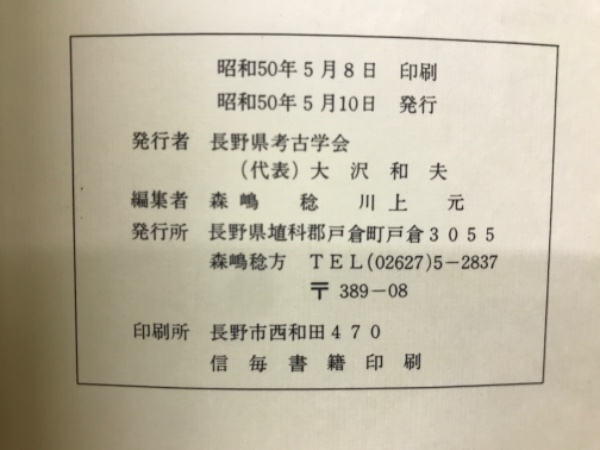 昭和50年5月8日 印刷
昭和50年5月10日 発行
発行者 長野県考古学会
(代表) 大沢和夫
編集者 森嶋 稔 川上 元
発行所 長野県埴科郡戸倉町戸倉3055
森嶋稔方 TEL(02627)5-2837
〒 389-08
印刷所 長野市西和田470
信毎書籍印刷